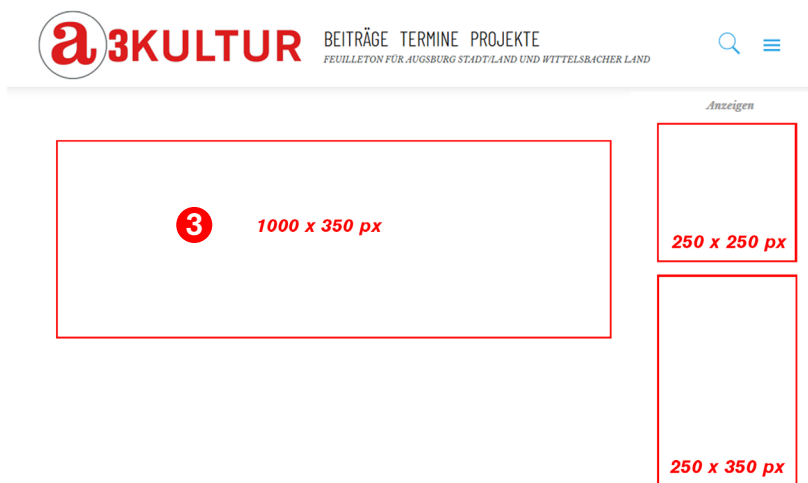 a3KULTUR
BEITRÄGE TERMINE PROJEKTE
FEUILLETON FÜR AUGSBURG STADT/LAND UND WITTELSBACHER LAND
Anzeigen
3 1000 x 350 px
250 x 250 px
250 x 350 px